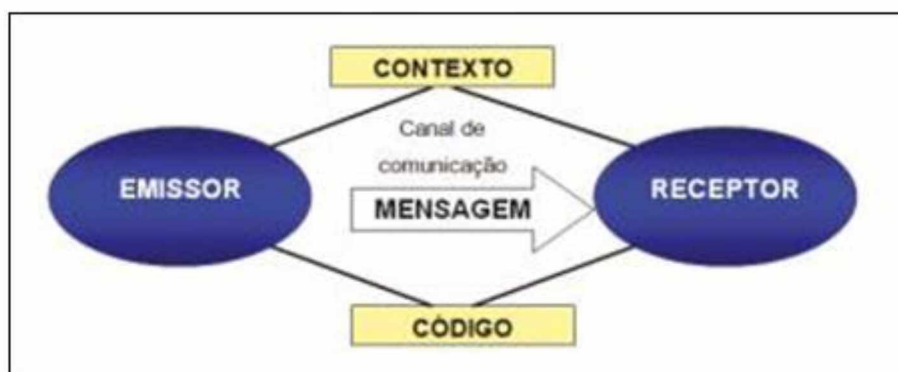 CONTEXTO
Canal de
comunicação
EMISSOR
MENSAGEM
RECEPTOR
CÓDIGO